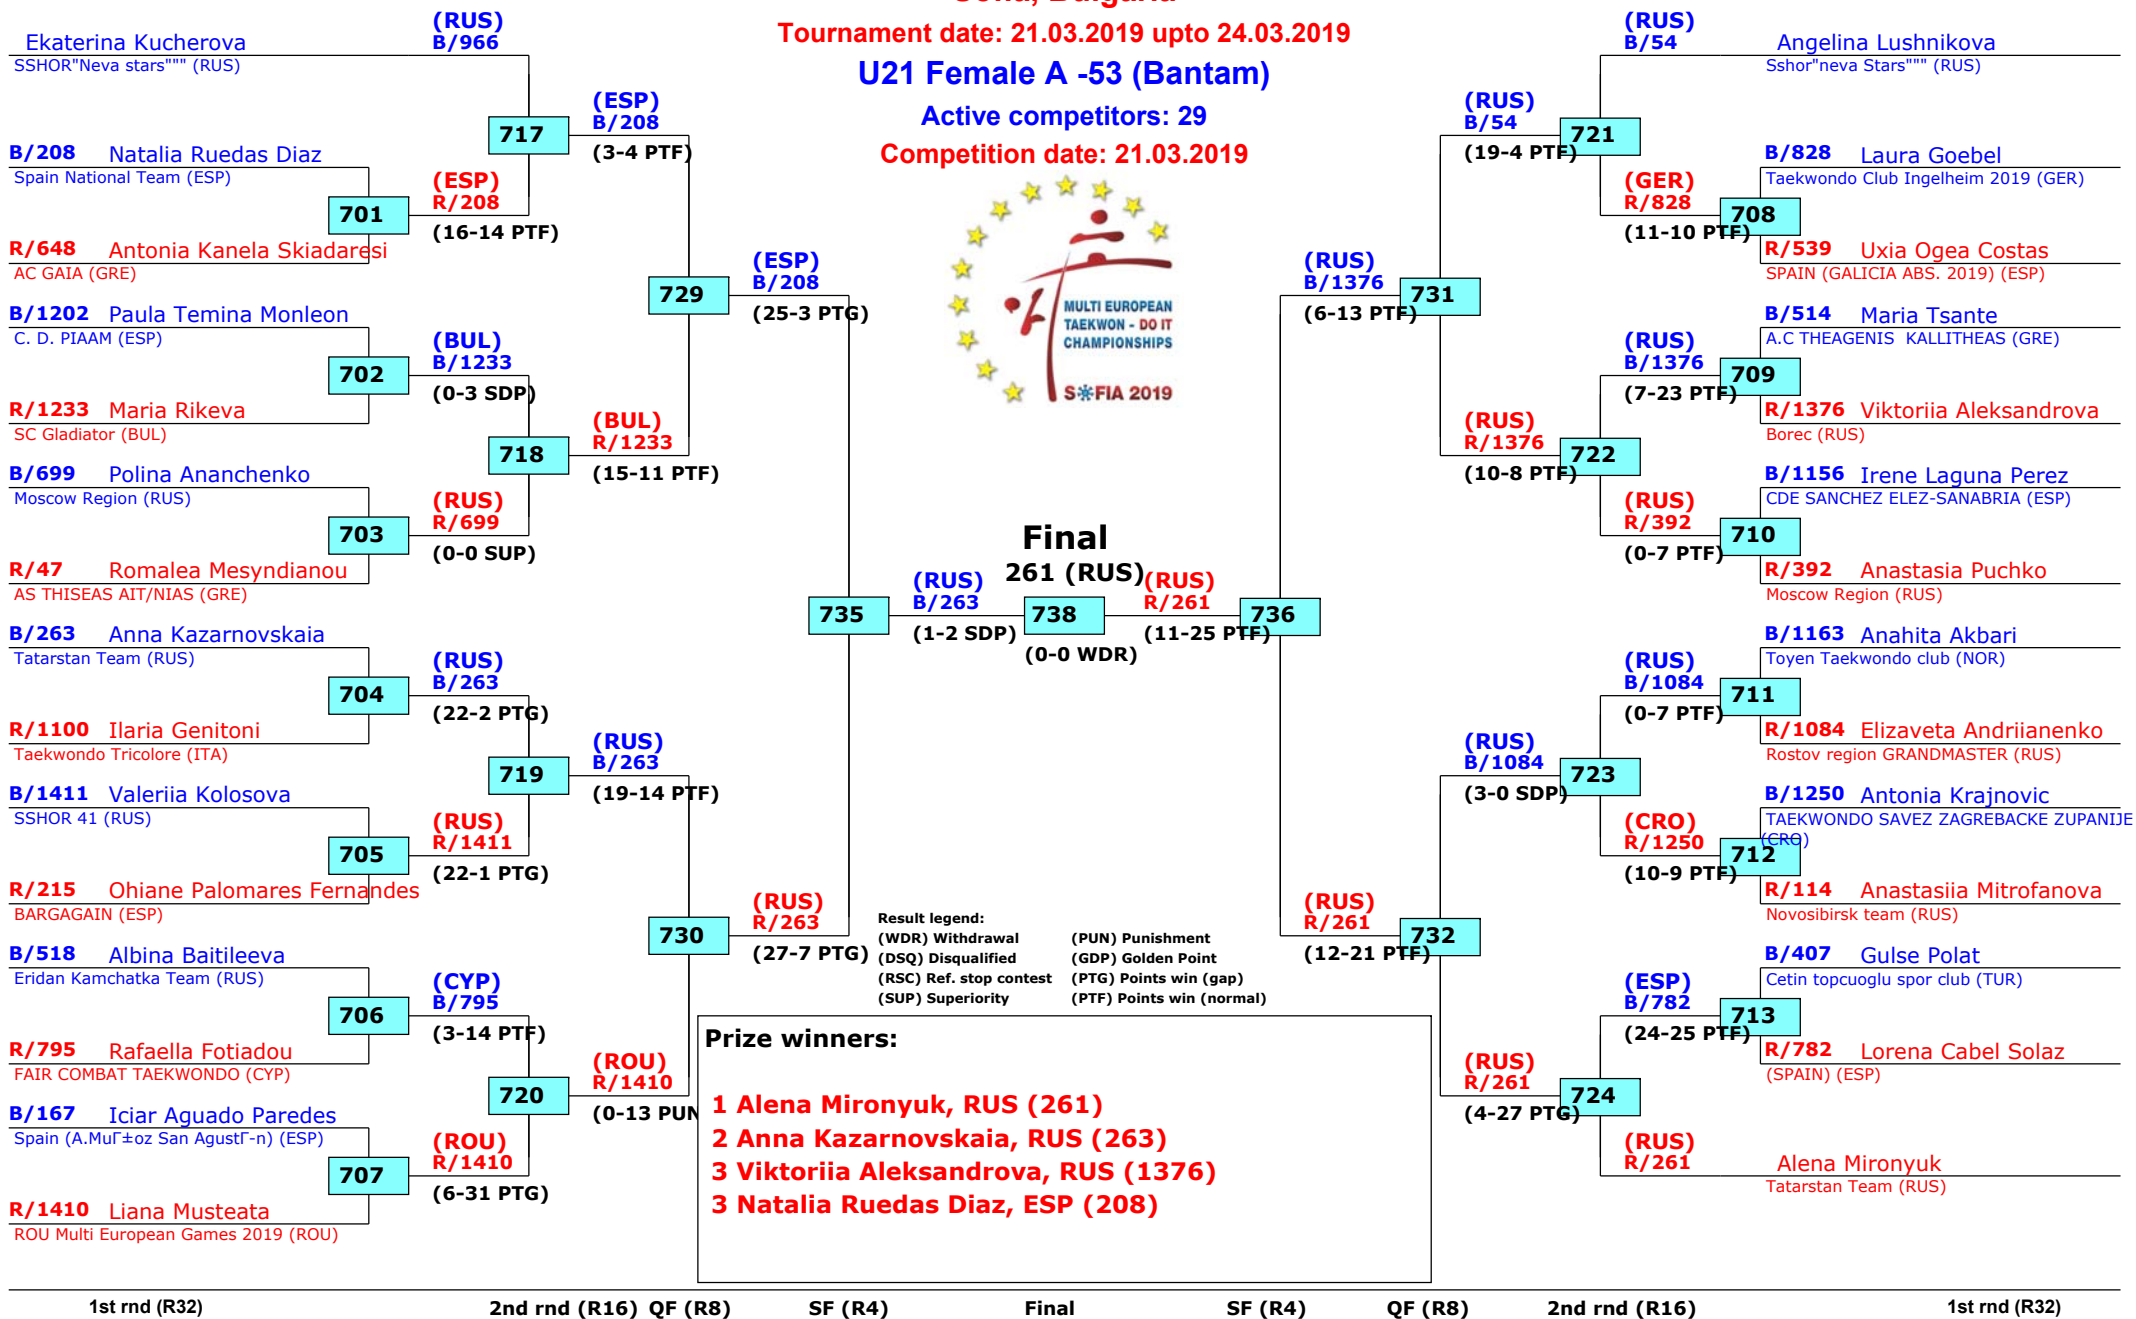 Tournament date: 21.03.2019 upto 24.03.2019
U21 Female A -53 (Bantam)
Active competitors: 29
Competition date: 21.03.2019
MULTI EUROPEAN
TAEKWON - DO IT
CHAMPIONSHIPS
SOFIA 2019
Ekaterina Kucherova
SSHOR"Neva stars""" (RUS)
B/208 Natalia Ruedas Diaz
Spain National Team (ESP)
701
R/648 Antonia Kanela Skiadaresi
AC GAIA (GRE)
B/1202 Paula Temina Monleon
C. D. PIAAM (ESP)
702
R/1233 Maria Rikeva
SC Gladiator (BUL)
B/699 Polina Ananchenko
Moscow Region (RUS)
703
R/47 Romalea Mesyndianou
AS THISEAS AIT/NIAS (GRE)
B/263 Anna Kazarnovskaia
Tatarstan Team (RUS)
704
R/1100 Ilaria Genitoni
Taekwondo Tricolore (ITA)
B/1411 Valeriia Kolosova
SSHOR 41 (RUS)
705
R/215 Ohiane Palomares Fernandes
BARGAGAIN (ESP)
B/518 Albina Baitileeva
Eridan Kamchatka Team (RUS)
706
R/795 Rafaella Fotiadou
FAIR COMBAT TAEKWONDO (CYP)
B/167 Iciar Aguado Paredes
Spain (A.MuΓ±oz San AgustΓ-n) (ESP)
707
R/1410 Liana Musteata
ROU Multi European Games 2019 (ROU)
(RUS)
B/966
717
(ESP)
R/208
(16-14 PTF)
(BUL)
B/1233
(0-3 SDP)
718
(RUS)
R/699
(0-0 SUP)
(RUS)
B/263
(22-2 PTG)
719
(RUS)
R/1411
(22-1 PTG)
(CYP)
B/795
(3-14 PTF)
720
(ROU)
R/1410
(6-31 PTG)
(ESP)
B/208
(3-4 PTF)
729
(BUL)
R/1233
(15-11 PTF)
(RUS)
B/263
(19-14 PTF)
730
(ROU)
R/1410
(0-13 PUN
(ESP)
B/208
(25-3 PTG)
735
(RUS)
R/263
(27-7 PTG)
Final
261 (RUS)
(RUS)
B/263
(1-2 SDP)
738
(0-0 WDR)
(RUS)
R/261
(11-25 PTF)
736
(RUS)
B/1376
(6-13 PTF)
(RUS)
R/261
(12-21 PTF)
(RUS)
B/54
(19-4 PTF)
731
(RUS)
R/1376
(10-8 PTF)
(RUS)
B/1084
(3-0 SDP)
732
(RUS)
R/261
(4-27 PTG)
(RUS)
B/54
721
(GER)
R/828
(11-10 PTF)
(RUS)
B/1376
(7-23 PTF)
722
(RUS)
R/392
(0-7 PTF)
(RUS)
B/1084
(0-7 PTF)
723
(CRO)
R/1250
(10-9 PTF)
(ESP)
B/782
(24-25 PTF)
724
(RUS)
R/261
Angelina Lushnikova
Sshor"neva Stars""" (RUS)
B/828 Laura Goebel
Taekwondo Club Ingelheim 2019 (GER)
708
R/539 Uxia Ogea Costas
SPAIN (GALICIA ABS. 2019) (ESP)
B/514 Maria Tsante
A.C THEAGENIS KALLITHEAS (GRE)
709
R/1376 Viktoriia Aleksandrova
Borec (RUS)
B/1156 Irene Laguna Perez
CDE SANCHEZ ELEZ-SANABRIA (ESP)
710
R/392 Anastasia Puchko
Moscow Region (RUS)
B/1163 Anahita Akbari
Toyen Taekwondo club (NOR)
711
R/1084 Elizaveta Andriianenko
Rostov region GRANDMASTER (RUS)
B/1250 Antonia Krajnovic
TAEKWONDO SAVEZ ZAGREBACKE ZUPANIJE
(CRO)
712
R/114 Anastasiia Mitrofanova
Novosibirsk team (RUS)
B/407 Gulse Polat
Cetin topcuoglu spor club (TUR)
713
R/782 Lorena Cabel Solaz
(SPAIN) (ESP)
Alena Mironyuk
Tatarstan Team (RUS)
Result legend:
(WDR) Withdrawal (PUN) Punishment
(DSQ) Disqualified (GDP) Golden Point
(RSC) Ref. stop contest (PTG) Points win (gap)
(SUP) Superiority (PTF) Points win (normal)
Prize winners:
1 Alena Mironyuk, RUS (261)
2 Anna Kazarnovskaia, RUS (263)
3 Viktoriia Aleksandrova, RUS (1376)
3 Natalia Ruedas Diaz, ESP (208)
1st rnd (R32) 2nd rnd (R16) QF (R8) SF (R4) Final SF (R4) QF (R8) 2nd rnd (R16) 1st rnd (R32)